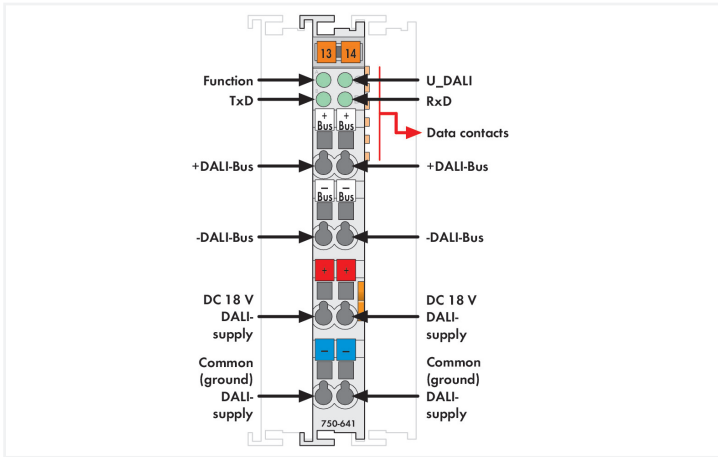 13 14
Function
U_DALI
TxD
RxD
+ Bus
+ Bus
Data contacts
+DALI-Bus
+DALI-Bus
− Bus
− Bus
-DALI-Bus
-DALI-Bus
+ +
DC 18 V
DALI-
supply
DC 18 V
DALI-
supply
− −
Common
(ground)
DALI-
supply
Common
(ground)
DALI-
supply
750-641